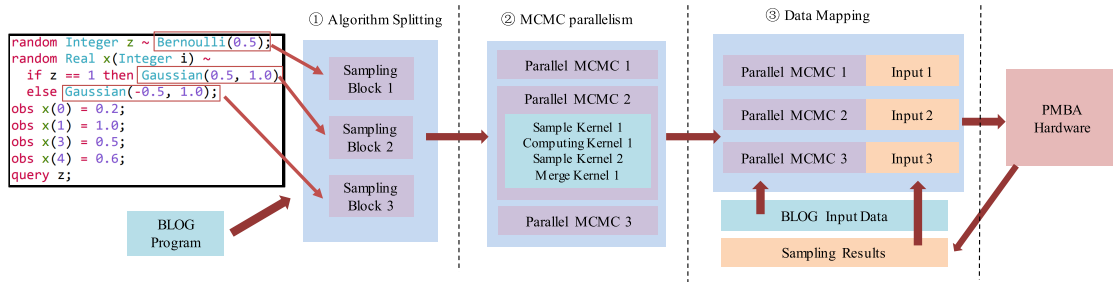 ① Algorithm Splitting
② MCMC parallelism
③ Data Mapping
random Integer z ~ Bernoulli(0.5);
random Real x(Integer i) ~
if z == 1 then Gaussian(0.5, 1.0)
else Gaussian(-0.5, 1.0);
obs x(0) = 0.2;
obs x(1) = 1.0;
obs x(3) = 0.5;
obs x(4) = 0.6;
query z;
BLOG
Program
Sampling
Block 1
Sampling
Block 2
Sampling
Block 3
Parallel MCMC 1
Parallel MCMC 2
Sample Kernel 1
Computing Kernel 1
Sample Kernel 2
Merge Kernel 1
Parallel MCMC 3
Parallel MCMC 1
Input 1
Parallel MCMC 2
Input 2
Parallel MCMC 3
Input 3
BLOG Input Data
Sampling Results
PMBA
Hardware